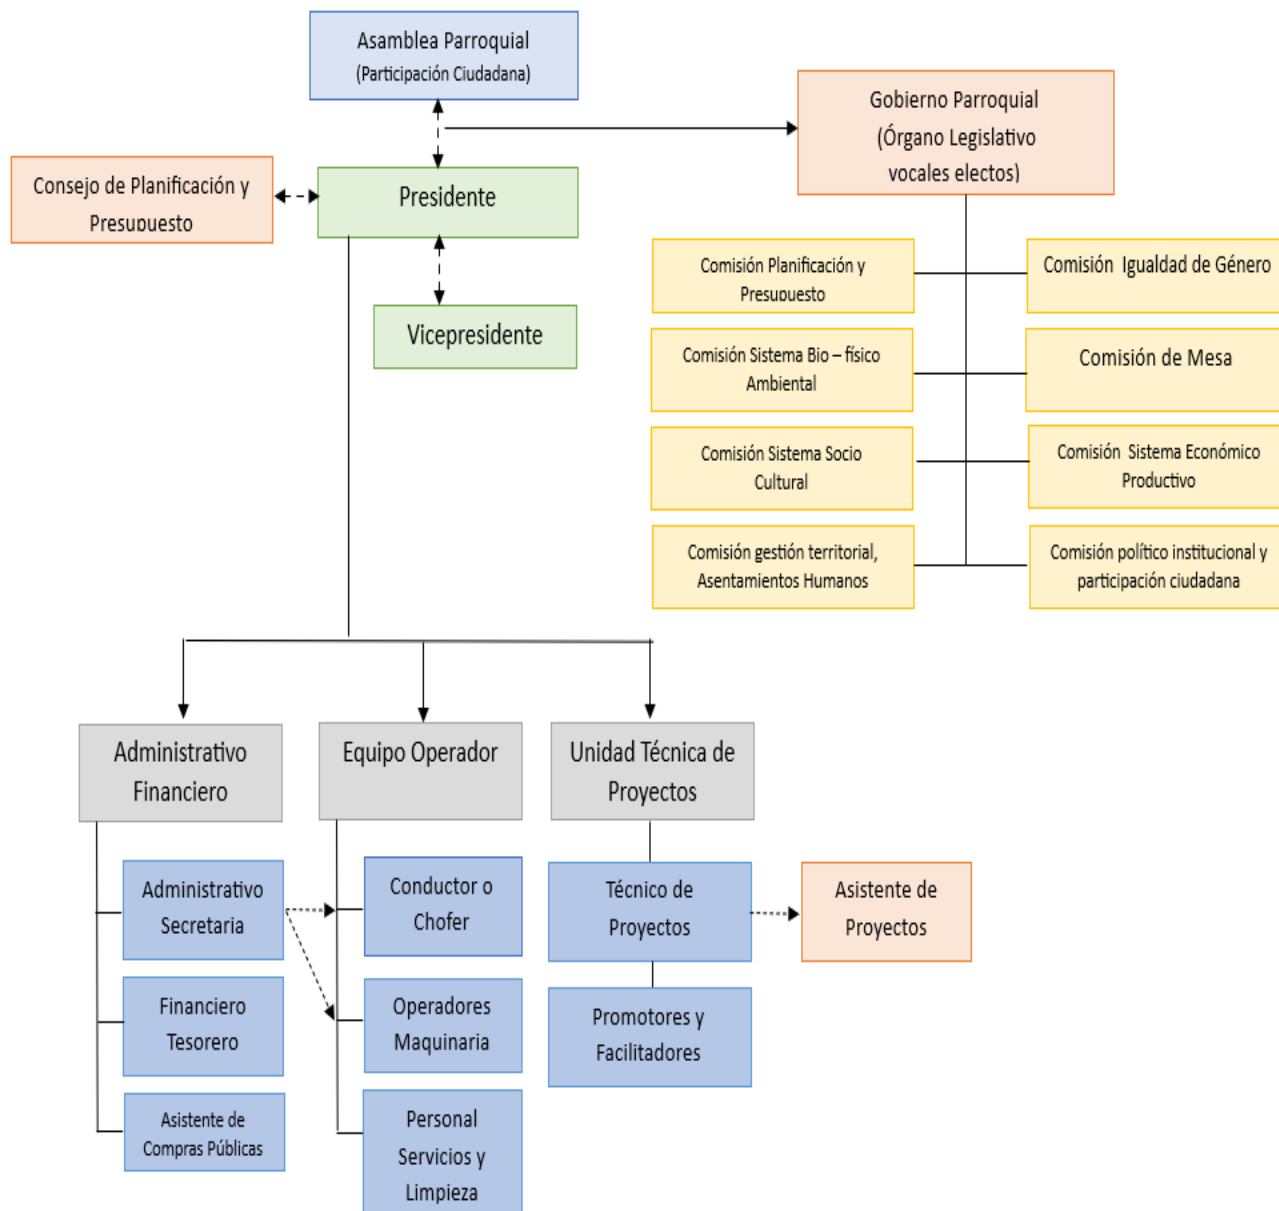 Asamblea Parroquial
(Participación Ciudadana)
Gobierno Parroquial
(Órgano Legislativo
vocales electos)
Consejo de Planificación y
Presupuesto
Presidente
Vicepresidente
Comisión Planificación y
Presupuesto
Comisión Igualdad de Género
Comisión Sistema Bio – físico
Ambiental
Comisión de Mesa
Comisión Sistema Socio
Cultural
Comisión Sistema Económico
Productivo
Comisión gestión territorial,
Asentamientos Humanos
Comisión político institucional y
participación ciudadana
Administrativo
Financiero
Equipo Operador
Unidad Técnica de
Proyectos
Administrativo
Secretaria
Conductor o
Chofer
Técnico de
Proyectos
Asistente de
Proyectos
Financiero
Tesorero
Operadores
Maquinaria
Promotores y
Facilitadores
Asistente de
Compras Públicas
Personal
Servicios y
Limpieza